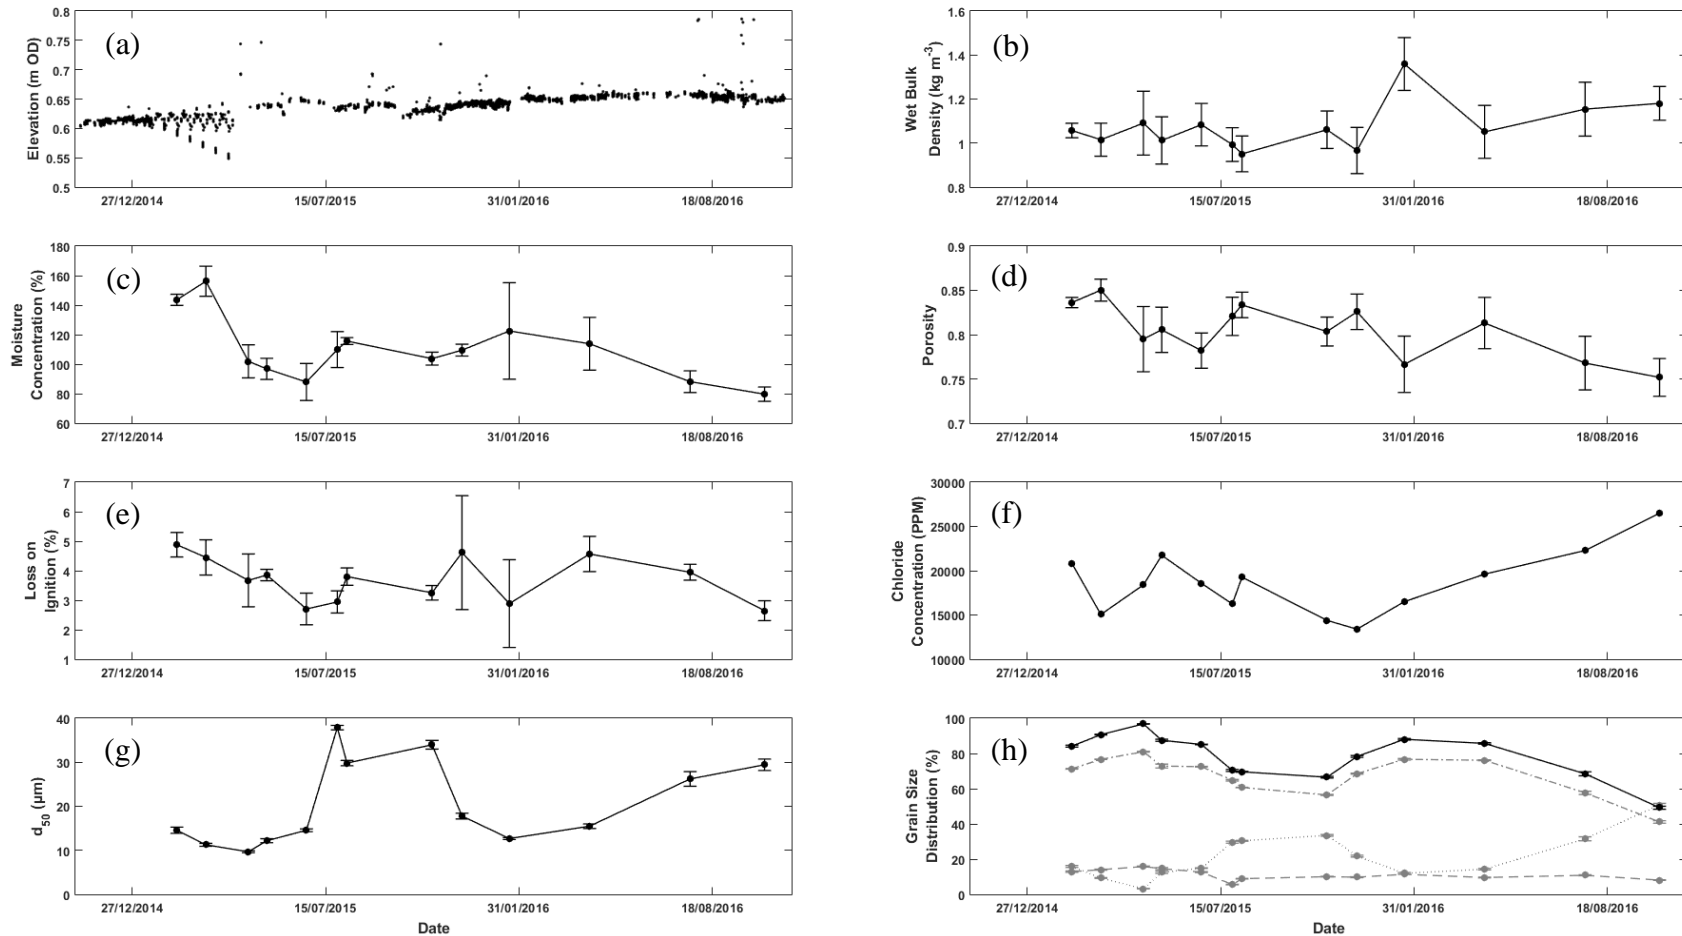 (a)
Elevation (m OD)
0.8
0.75
0.7
0.65
0.6
0.55
0.5
27/12/2014 15/07/2015 31/01/2016 18/08/2016
(b)
Wet Bulk
Density (kg m-3)
1.6
1.4
1.2
1
0.8
27/12/2014 15/07/2015 31/01/2016 18/08/2016
(c)
Moisture
Concentration (%)
180
160
140
120
100
80
60
27/12/2014 15/07/2015 31/01/2016 18/08/2016
(d)
Porosity
0.9
0.85
0.8
0.75
0.7
27/12/2014 15/07/2015 31/01/2016 18/08/2016
(e)
Loss on
Ignition (%)
7
6
5
4
3
2
1
27/12/2014 15/07/2015 31/01/2016 18/08/2016
(f)
Chloride
Concentration (PPM)
30000
25000
20000
15000
10000
27/12/2014 15/07/2015 31/01/2016 18/08/2016
(g)
d50 (µm)
40
30
20
10
0
27/12/2014 15/07/2015 31/01/2016 18/08/2016
Date
(h)
Grain Size
Distribution (%)
100
80
60
40
20
0
27/12/2014 15/07/2015 31/01/2016 18/08/2016
Date